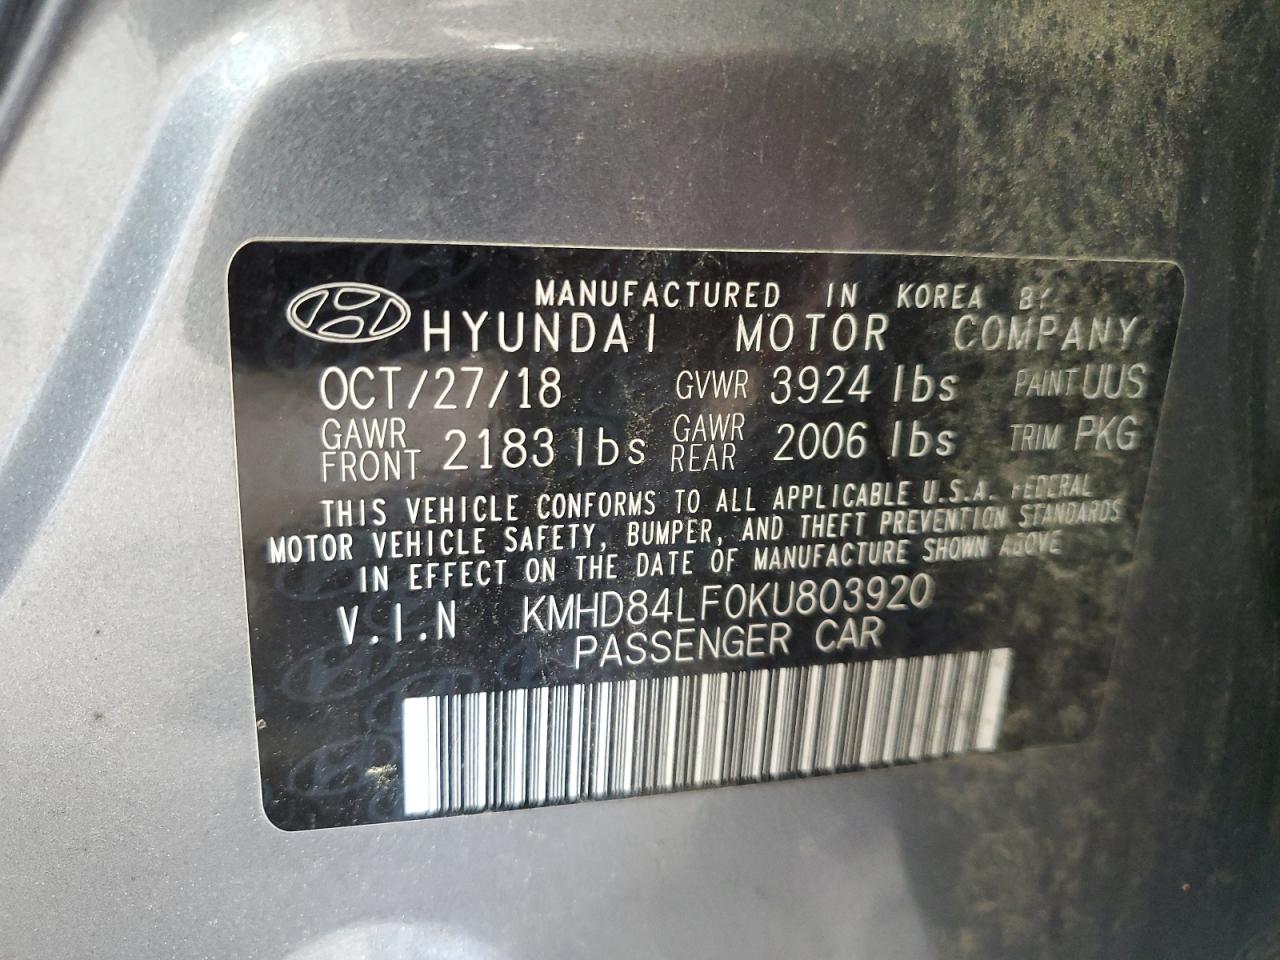 MANUFACTURED IN KOREA BY
HYUNDAI MOTOR COMPANY
OCT/27/18 GVWR 3924 lbs PAINT UUS
GAWR FRONT 2183 lbs GAWR REAR 2006 lbs TRIM PKG
THIS VEHICLE CONFORMS TO ALL APPLICABLE U.S.A. FEDERAL
MOTOR VEHICLE SAFETY, BUMPER, AND THEFT PREVENTION STANDARDS
IN EFFECT ON THE DATE OF MANUFACTURE SHOWN ABOVE
V.I.N KMHD84LF0KU803920
PASSENGER CAR